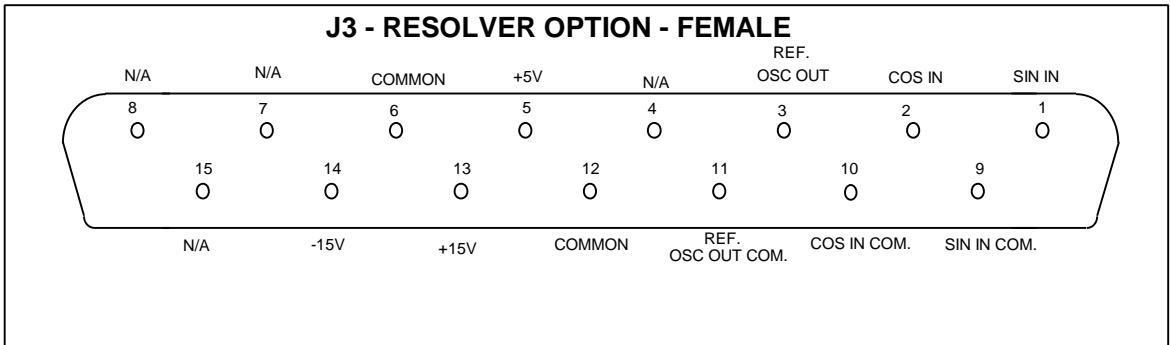 J3 - RESOLVER OPTION - FEMALE
N/A N/A COMMON +5V N/A REF. OSC OUT COS IN SIN IN
8 7 6 5 4 3 2 1
15 14 13 12 11 10 9
N/A -15V +15V COMMON REF. OSC OUT COM. COS IN COM. SIN IN COM.